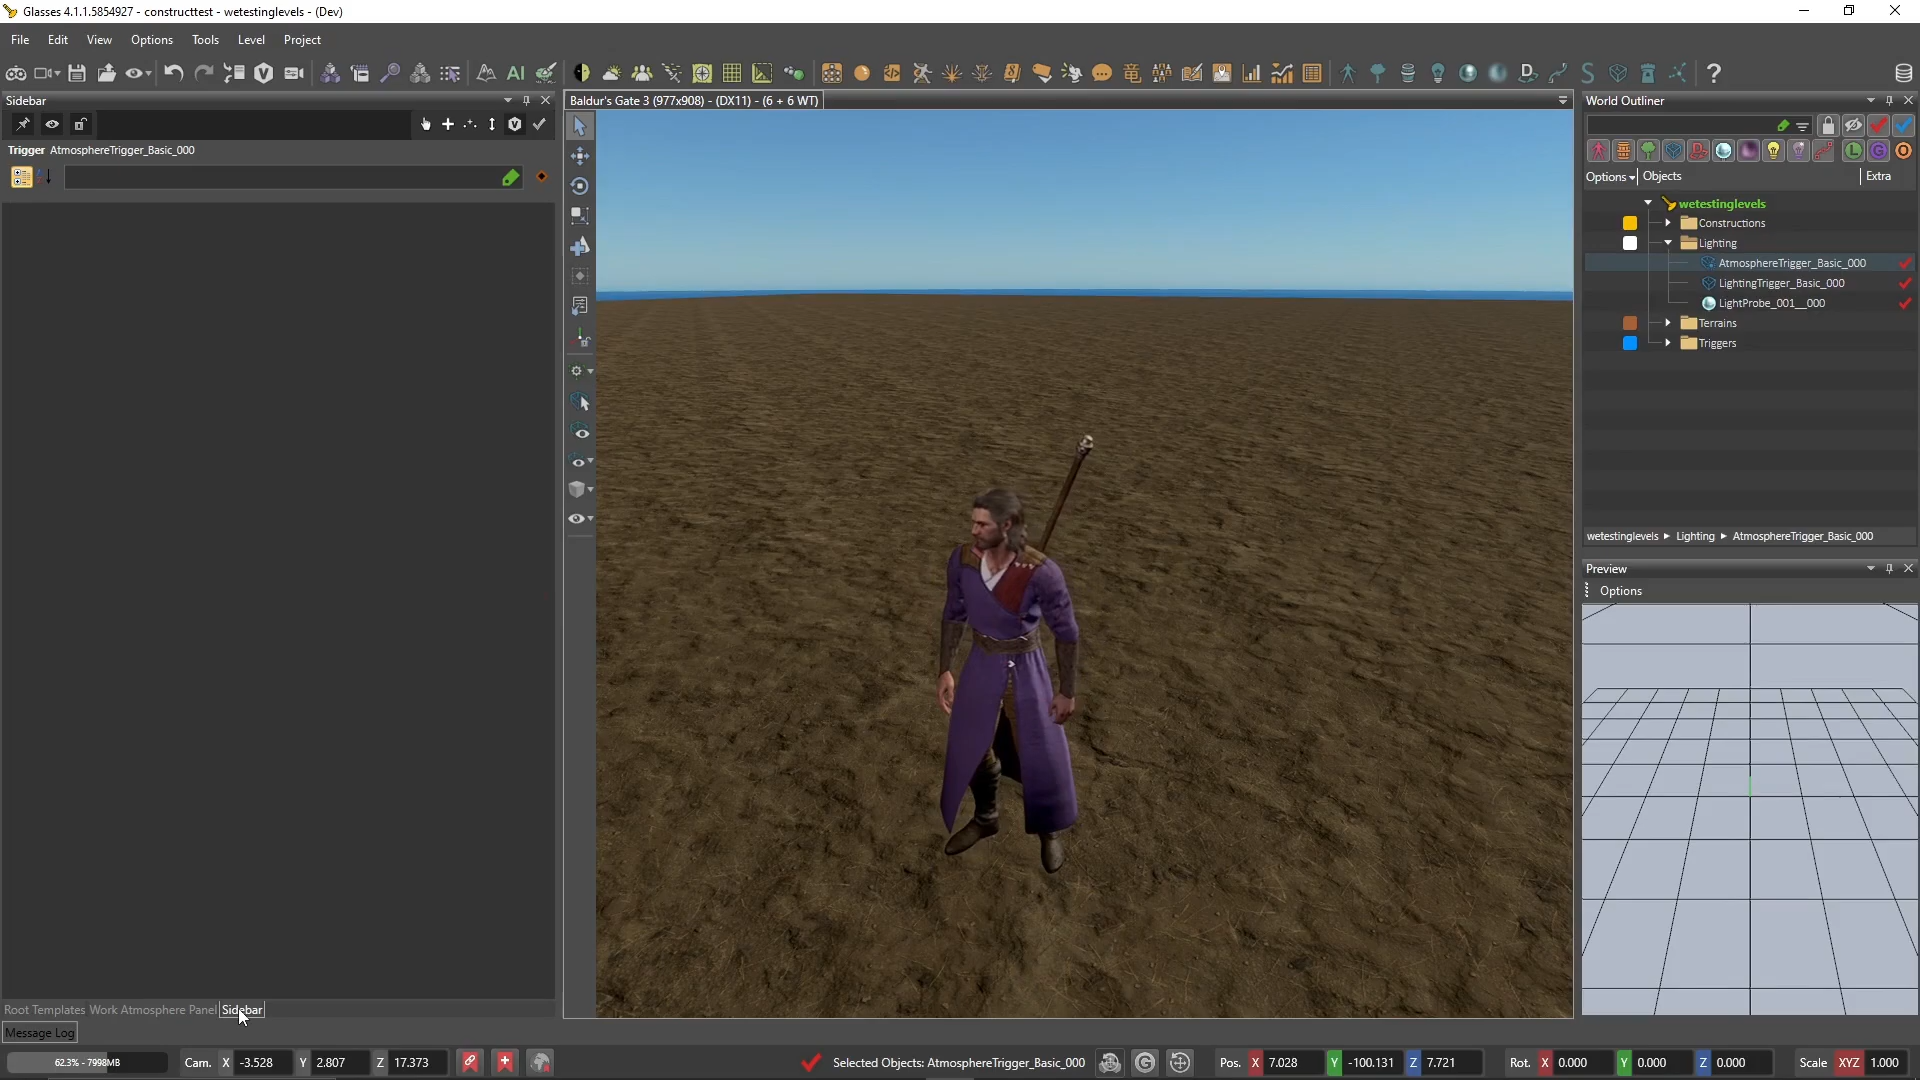 Glasses 4.1.1.5854927 - constructtest - wetestinglevels - (Dev)
File Edit View Options Tools Level Project
AI
Sidebar
Baldur's Gate 3 (977x908) - (DX11) - (6 + 6 WT)
World Outliner
Trigger AtmosphereTrigger_Basic_000
Options Objects Extra
wetestinglevels
Constructions
Lighting
AtmosphereTrigger_Basic_000
LightingTrigger_Basic_000
LightProbe_001__000
Terrains
Triggers
wetestinglevels Lighting AtmosphereTrigger_Basic_000
Preview
Options
Root Templates Work Atmosphere Panel Sidebar
Message Log
62.3% - 7998MB Cam. X -3.528 Y 2.807 Z 17.373 Selected Objects: AtmosphereTrigger_Basic_000 Pos. X 7.028 Y -100.131 Z 7.721 Rot. X 0.000 Y 0.000 Z 0.000 Scale XYZ 1.000